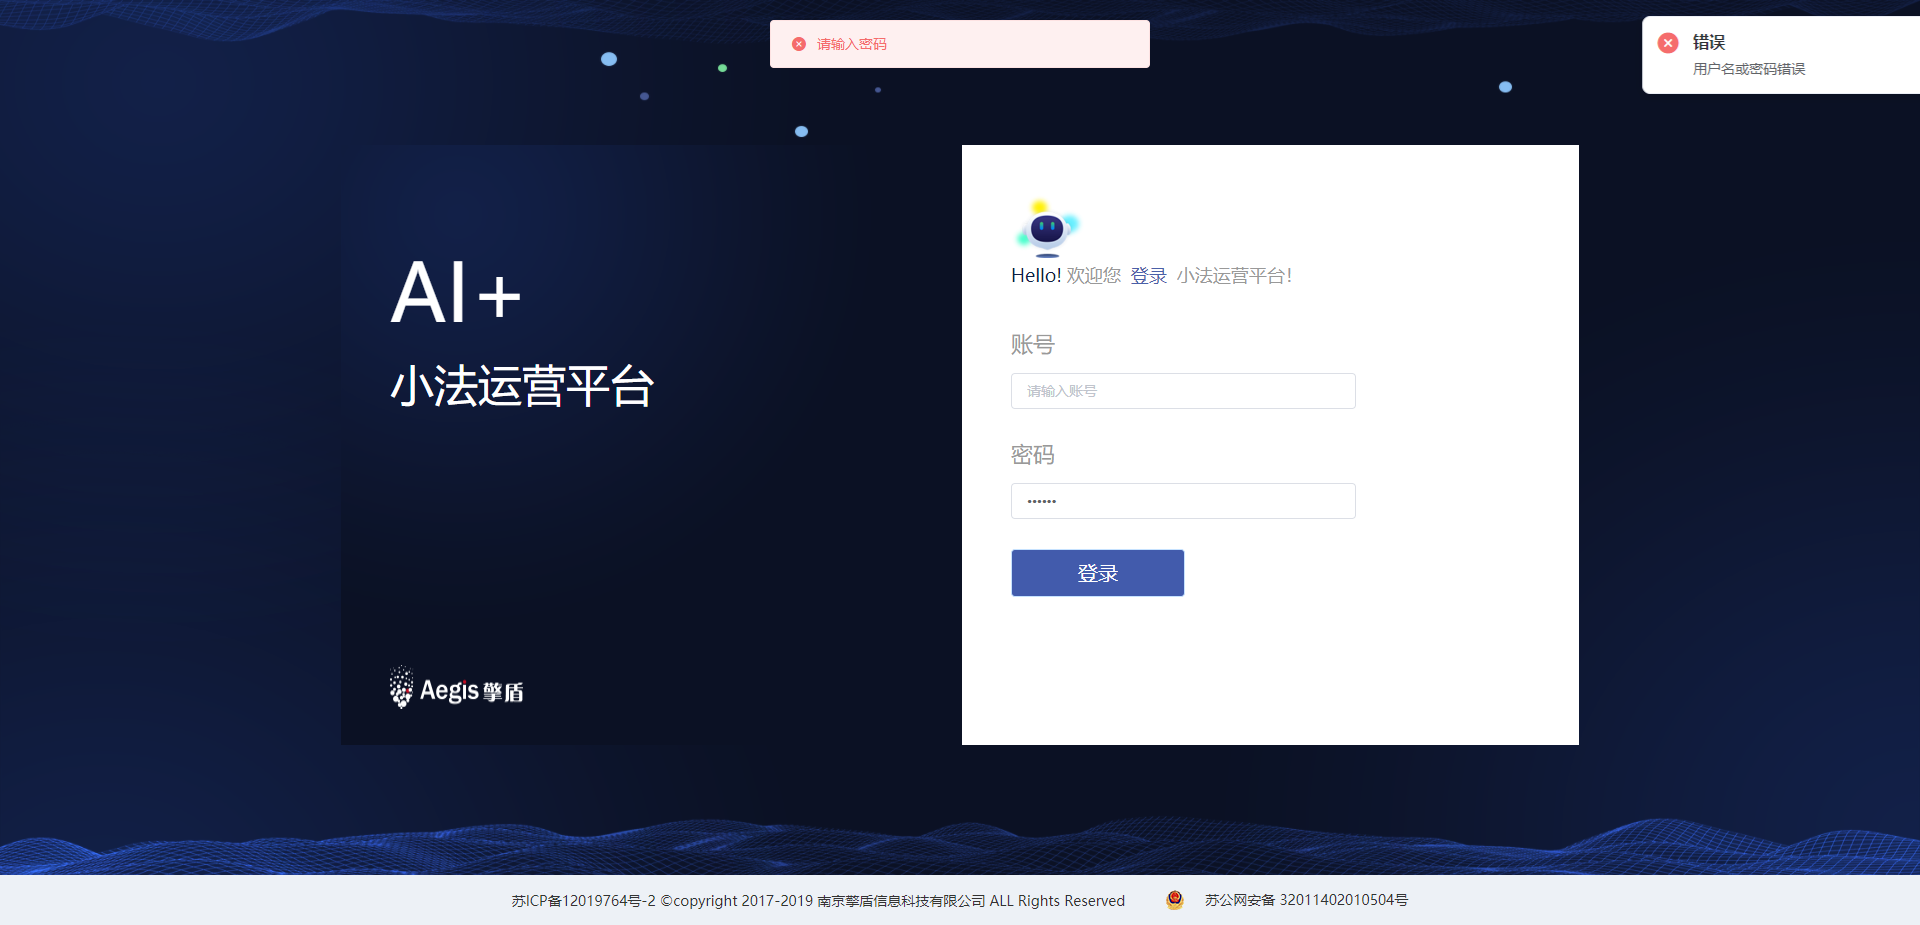 请输入密码
错误
用户名或密码错误
AI+
小法运营平台
Aegis 擎盾
Hello! 欢迎您 登录 小法运营平台!
账号
请输入账号
密码
••••••
登录
苏ICP备12019764号-2 ©copyright 2017-2019 南京擎盾信息科技有限公司 ALL Rights Reserved
苏公网安备 32011402010504号